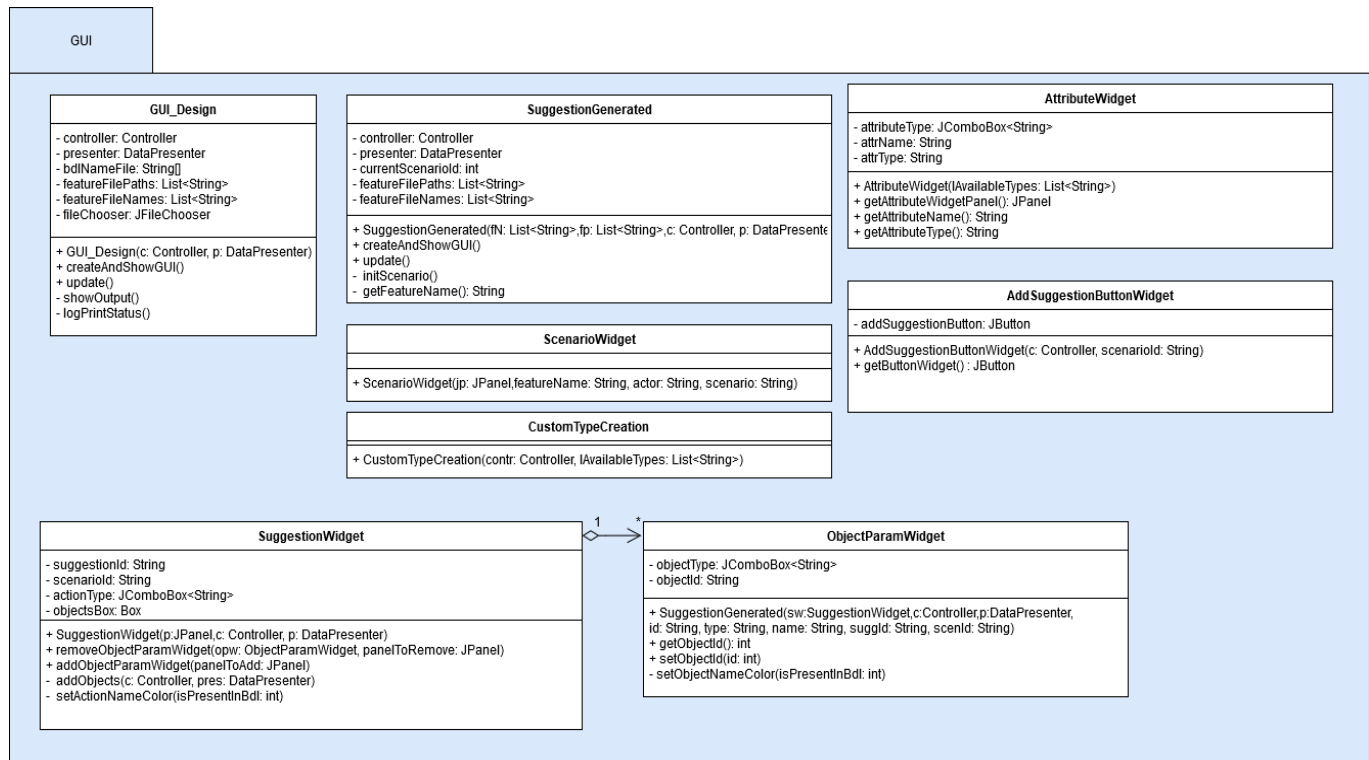 GUI
GUI_Design
- controller: Controller
- presenter: DataPresenter
- bdlNameFile: String[]
- featureFilePaths: List<String>
- featureFileNames: List<String>
- fileChooser: JFileChooser
+ GUI_Design(c: Controller, p: DataPresenter)
+ createAndShowGUI()
+ update()
- showOutput()
- logPrintStatus()
SuggestionGenerated
- controller: Controller
- presenter: DataPresenter
- currentScenarioId: int
- featureFilePaths: List<String>
- featureFileNames: List<String>
+ SuggestionGenerated(fN: List<String>,fp: List<String>,c: Controller, p: DataPresente
+ createAndShowGUI()
+ update()
- initScenario()
- getFeatureName(): String
AttributeWidget
- attributeType: JComboBox<String>
- attrName: String
- attrType: String
+ AttributeWidget(lAvailableTypes: List<String>)
+ getAttributeWidgetPanel(): JPanel
+ getAttributeName(): String
+ getAttributeType(): String
AddSuggestionButtonWidget
- addSuggestionButton: JButton
+ AddSuggestionButtonWidget(c: Controller, scenarioId: String)
+ getButtonWidget() : JButton
ScenarioWidget
+ ScenarioWidget(jp: JPanel,featureName: String, actor: String, scenario: String)
CustomTypeCreation
+ CustomTypeCreation(contr: Controller, lAvailableTypes: List<String>)
SuggestionWidget
- suggestionId: String
- scenarioId: String
- actionType: JComboBox<String>
- objectsBox: Box
+ SuggestionWidget(p:JPanel,c: Controller, p: DataPresenter)
+ removeObjectParamWidget(opw: ObjectParamWidget, panelToRemove: JPanel)
+ addObjectParamWidget(panelToAdd: JPanel)
- addObjects(c: Controller, pres: DataPresenter)
- setActionNameColor(isPresentInBdl: int)
1
*
ObjectParamWidget
- objectType: JComboBox<String>
- objectId: String
+ SuggestionGenerated(sw:SuggestionWidget,c:Controller,p:DataPresenter,
id: String, type: String, name: String, suggId: String, scenId: String)
+ getObjectId(): int
+ setObjectId(id: int)
- setObjectNameColor(isPresentInBdl: int)